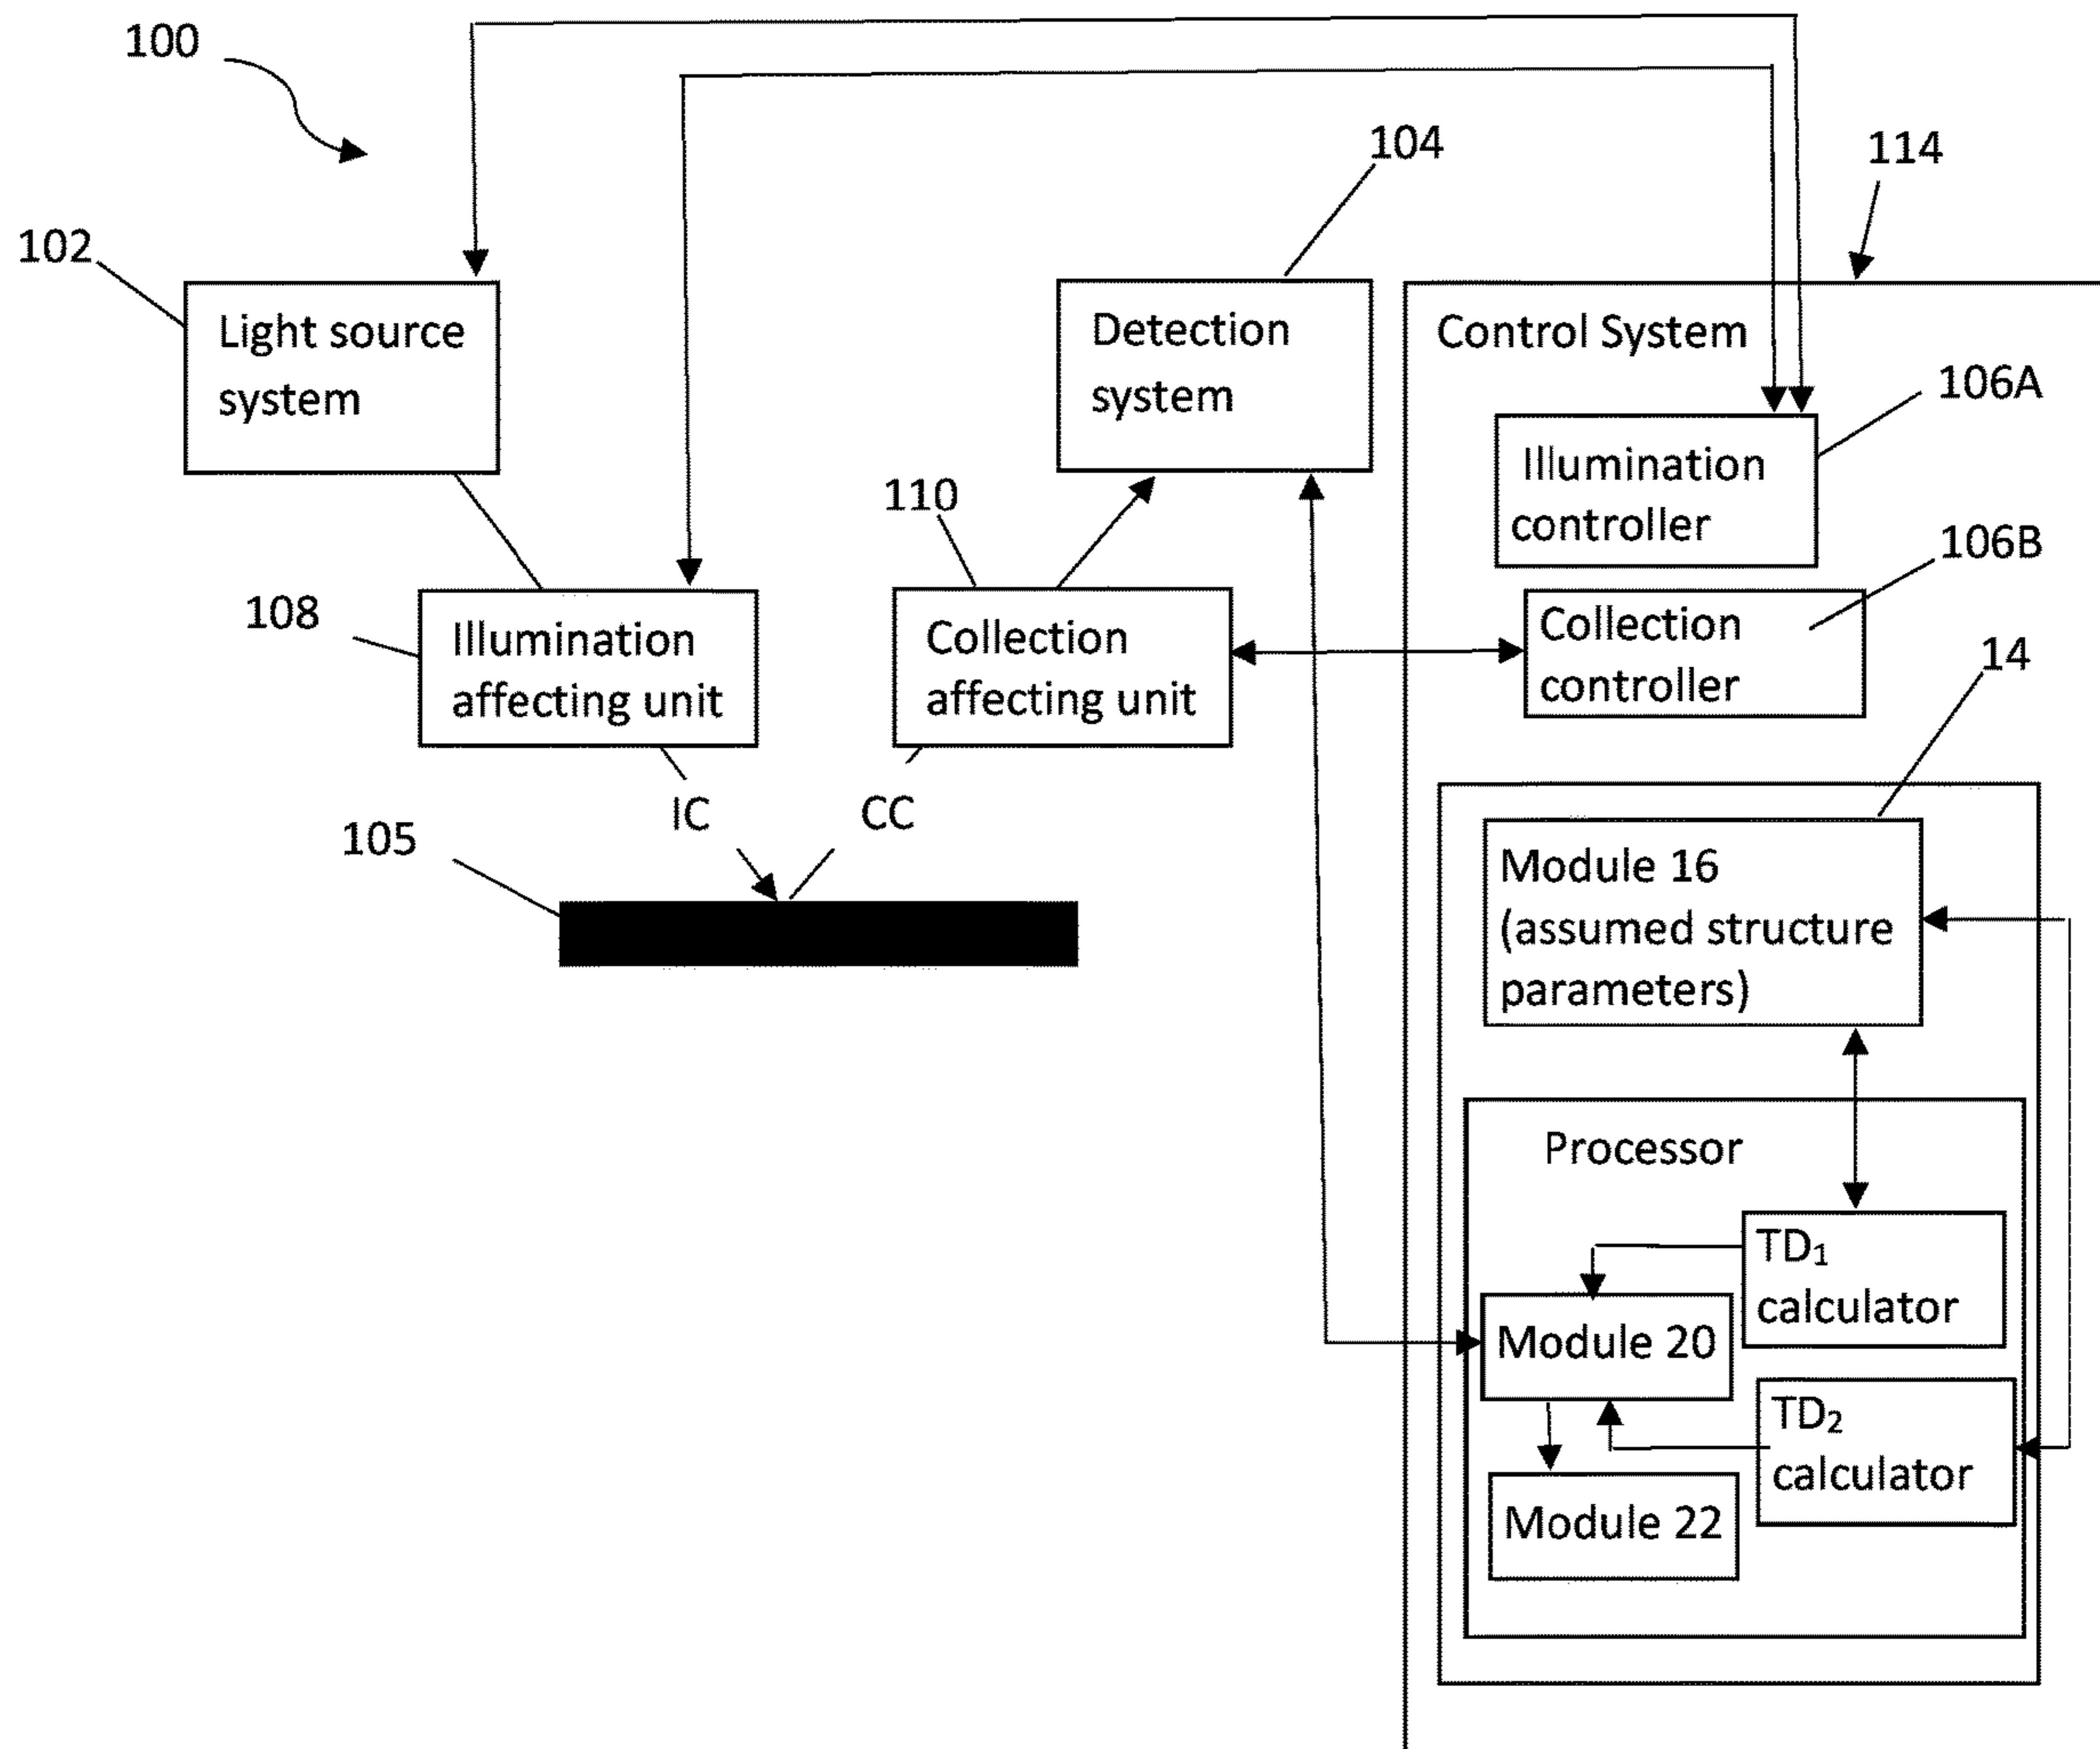 100
104
114
102
Light source
system
Detection
system
Control System
106A
Illumination
controller
110
106B
108
Illumination
affecting unit
Collection
affecting unit
Collection
controller
14
IC
CC
105
Module 16
(assumed structure
parameters)
Processor
TD₁
calculator
Module 20
TD₂
calculator
Module 22